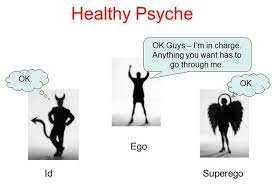 Healthy Psyche
OK Guys – I'm in charge.
Anything you want has to
go through me.
OK.
OK.
Ego
Id
Superego